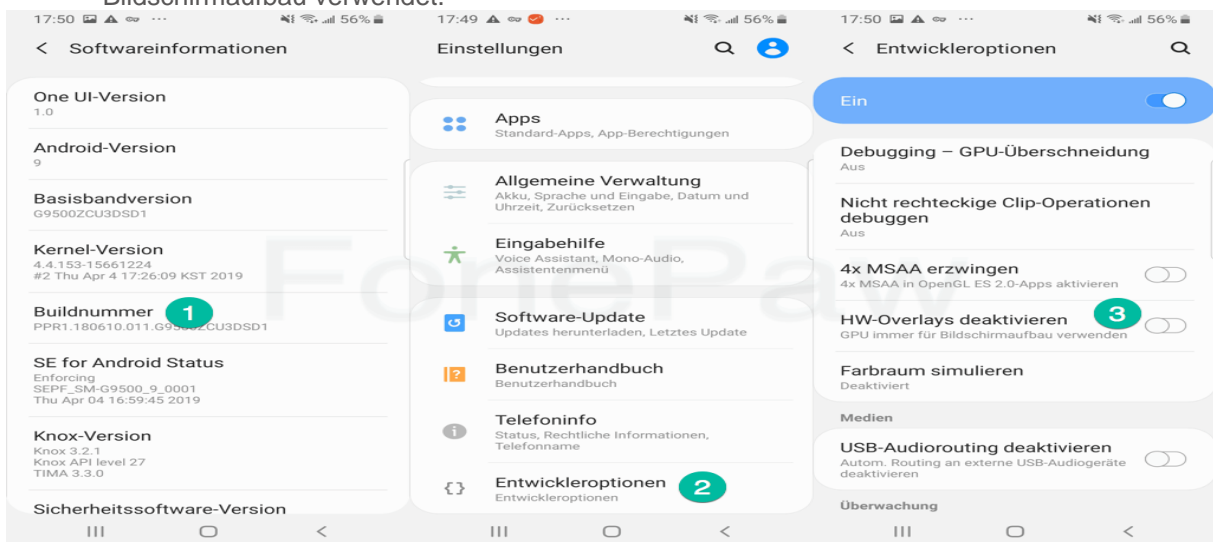 Bildschirmaufbau verwendet.
17:50
56%
Softwareinformationen
One UI-Version
1.0
Android-Version
9
Basisbandversion
G9500ZCU3DSD1
Kernel-Version
4.4.153-15661224
#2 Thu Apr 4 17:26:09 KST 2019
Buildnummer
1
PPR1.180610.011.G9500ZCU3DSD1
SE for Android Status
Enforcing
SEPF_SM-G9500_9_0001
Thu Apr 04 16:59:45 2019
Knox-Version
Knox 3.2.1
Knox API level 27
TIMA 3.3.0
Sicherheitssoftware-Version
17:49
56%
Einstellungen
Apps
Standard-Apps, App-Berechtigungen
Allgemeine Verwaltung
Akku, Sprache und Eingabe, Datum und
Uhrzeit, Zurücksetzen
Eingabehilfe
Voice Assistant, Mono-Audio,
Assistentenmenü
Software-Update
Updates herunterladen, Letztes Update
Benutzerhandbuch
Benutzerhandbuch
Telefoninfo
Status, Rechtliche Informationen,
Telefonname
Entwickleroptionen
2
Entwickleroptionen
17:50
56%
Entwickleroptionen
Ein
Debugging – GPU-Überschneidung
Aus
Nicht rechteckige Clip-Operationen
debuggen
Aus
4x MSAA erzwingen
4x MSAA in OpenGL ES 2.0-Apps aktivieren
HW-Overlays deaktivieren
3
GPU immer für Bildschirmaufbau verwenden
Farbraum simulieren
Deaktiviert
Medien
USB-Audiorouting deaktivieren
Autom. Routing an externe USB-Audiogeräte
deaktivieren
Überwachung
FonePaw